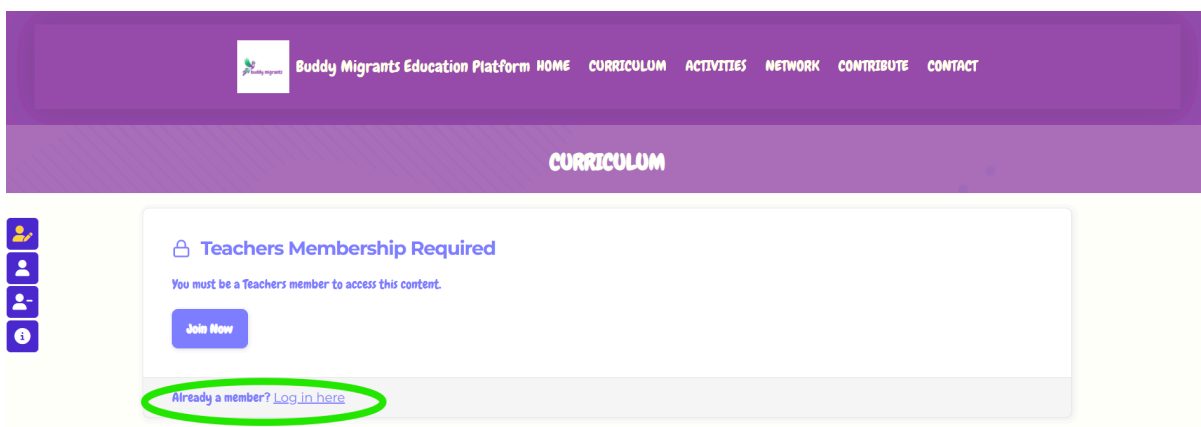 buddy migrants
Buddy Migrants Education Platform HOME CURRICULUM ACTIVITIES NETWORK CONTRIBUTE CONTACT
CURRICULUM
Teachers Membership Required
You must be a Teachers member to access this content.
Join Now
Already a member? Log in here